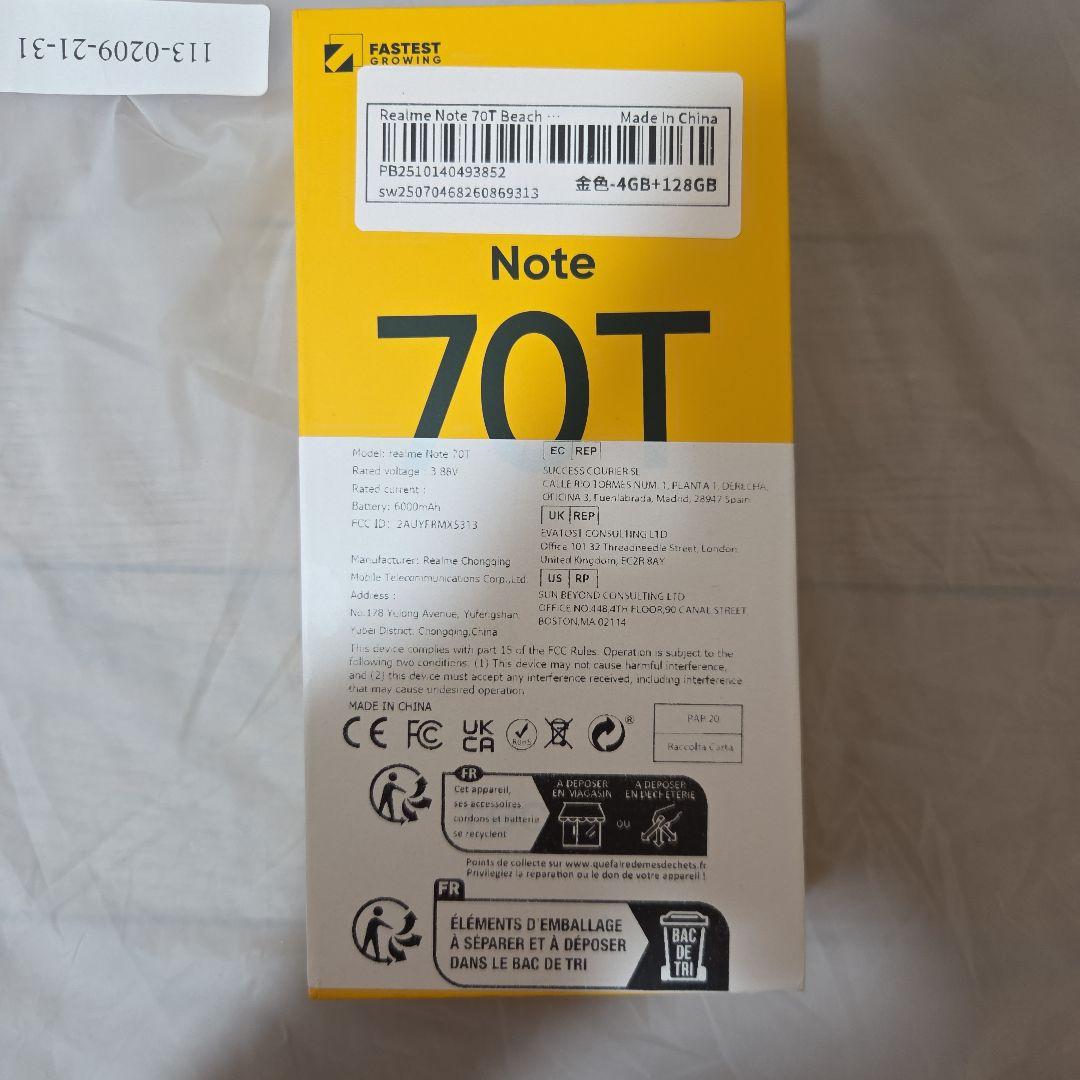 113-0209-21-31
FASTEST
GROWING
Realme Note 70T Beach ... Made In China
PB2510140493852
sw25070468260869313 金色-4GB+128GB
Note
70T
Model: realme Note 70T
Rated voltage : 3.88V
Rated current :
Battery: 6000mAh
FCC ID: 2AUYFRMX5313
Manufacturer: Realme Chongqing
Mobile Telecommunications Corp.,Ltd.
Address :
No.178 Yulong Avenue, Yufengshan,
Yubei District, Chongqing,China
EC REP
SUCCESS COURIER SL
CALLE RIO TORMES NUM. 1, PLANTA 1, DERECHA,
OFICINA 3, Fuenlabrada, Madrid, 28947 Spain
UK REP
EVATOST CONSULTING LTD
Office 101 32 Threadneedle Street, London,
United Kingdom, EC2R 8AY
US RP
SUN BEYOND CONSULTING LTD
OFFICE NO.448,4TH FLOOR,90 CANAL STREET
BOSTON,MA 02114
This device complies with part 15 of the FCC Rules. Operation is subject to the
following two conditions: (1) This device may not cause harmful interference,
and (2) this device must accept any interference received, including interference
that may cause undesired operation.
MADE IN CHINA
CE FC UK
CA
RoHS
®
PAP 20
Raccolta Carta
FR
Cet appareil,
ses accessoires,
cordons et batterie
se recyclent
À DÉPOSER
EN MAGASIN
OU
À DÉPOSER
EN DÉCHÈTERIE
Points de collecte sur www.quefairedemesdechets.fr
Privilégiez la réparation ou le don de votre appareil !
FR
ÉLÉMENTS D'EMBALLAGE
À SÉPARER ET À DÉPOSER
DANS LE BAC DE TRI
BAC
DE
TRI